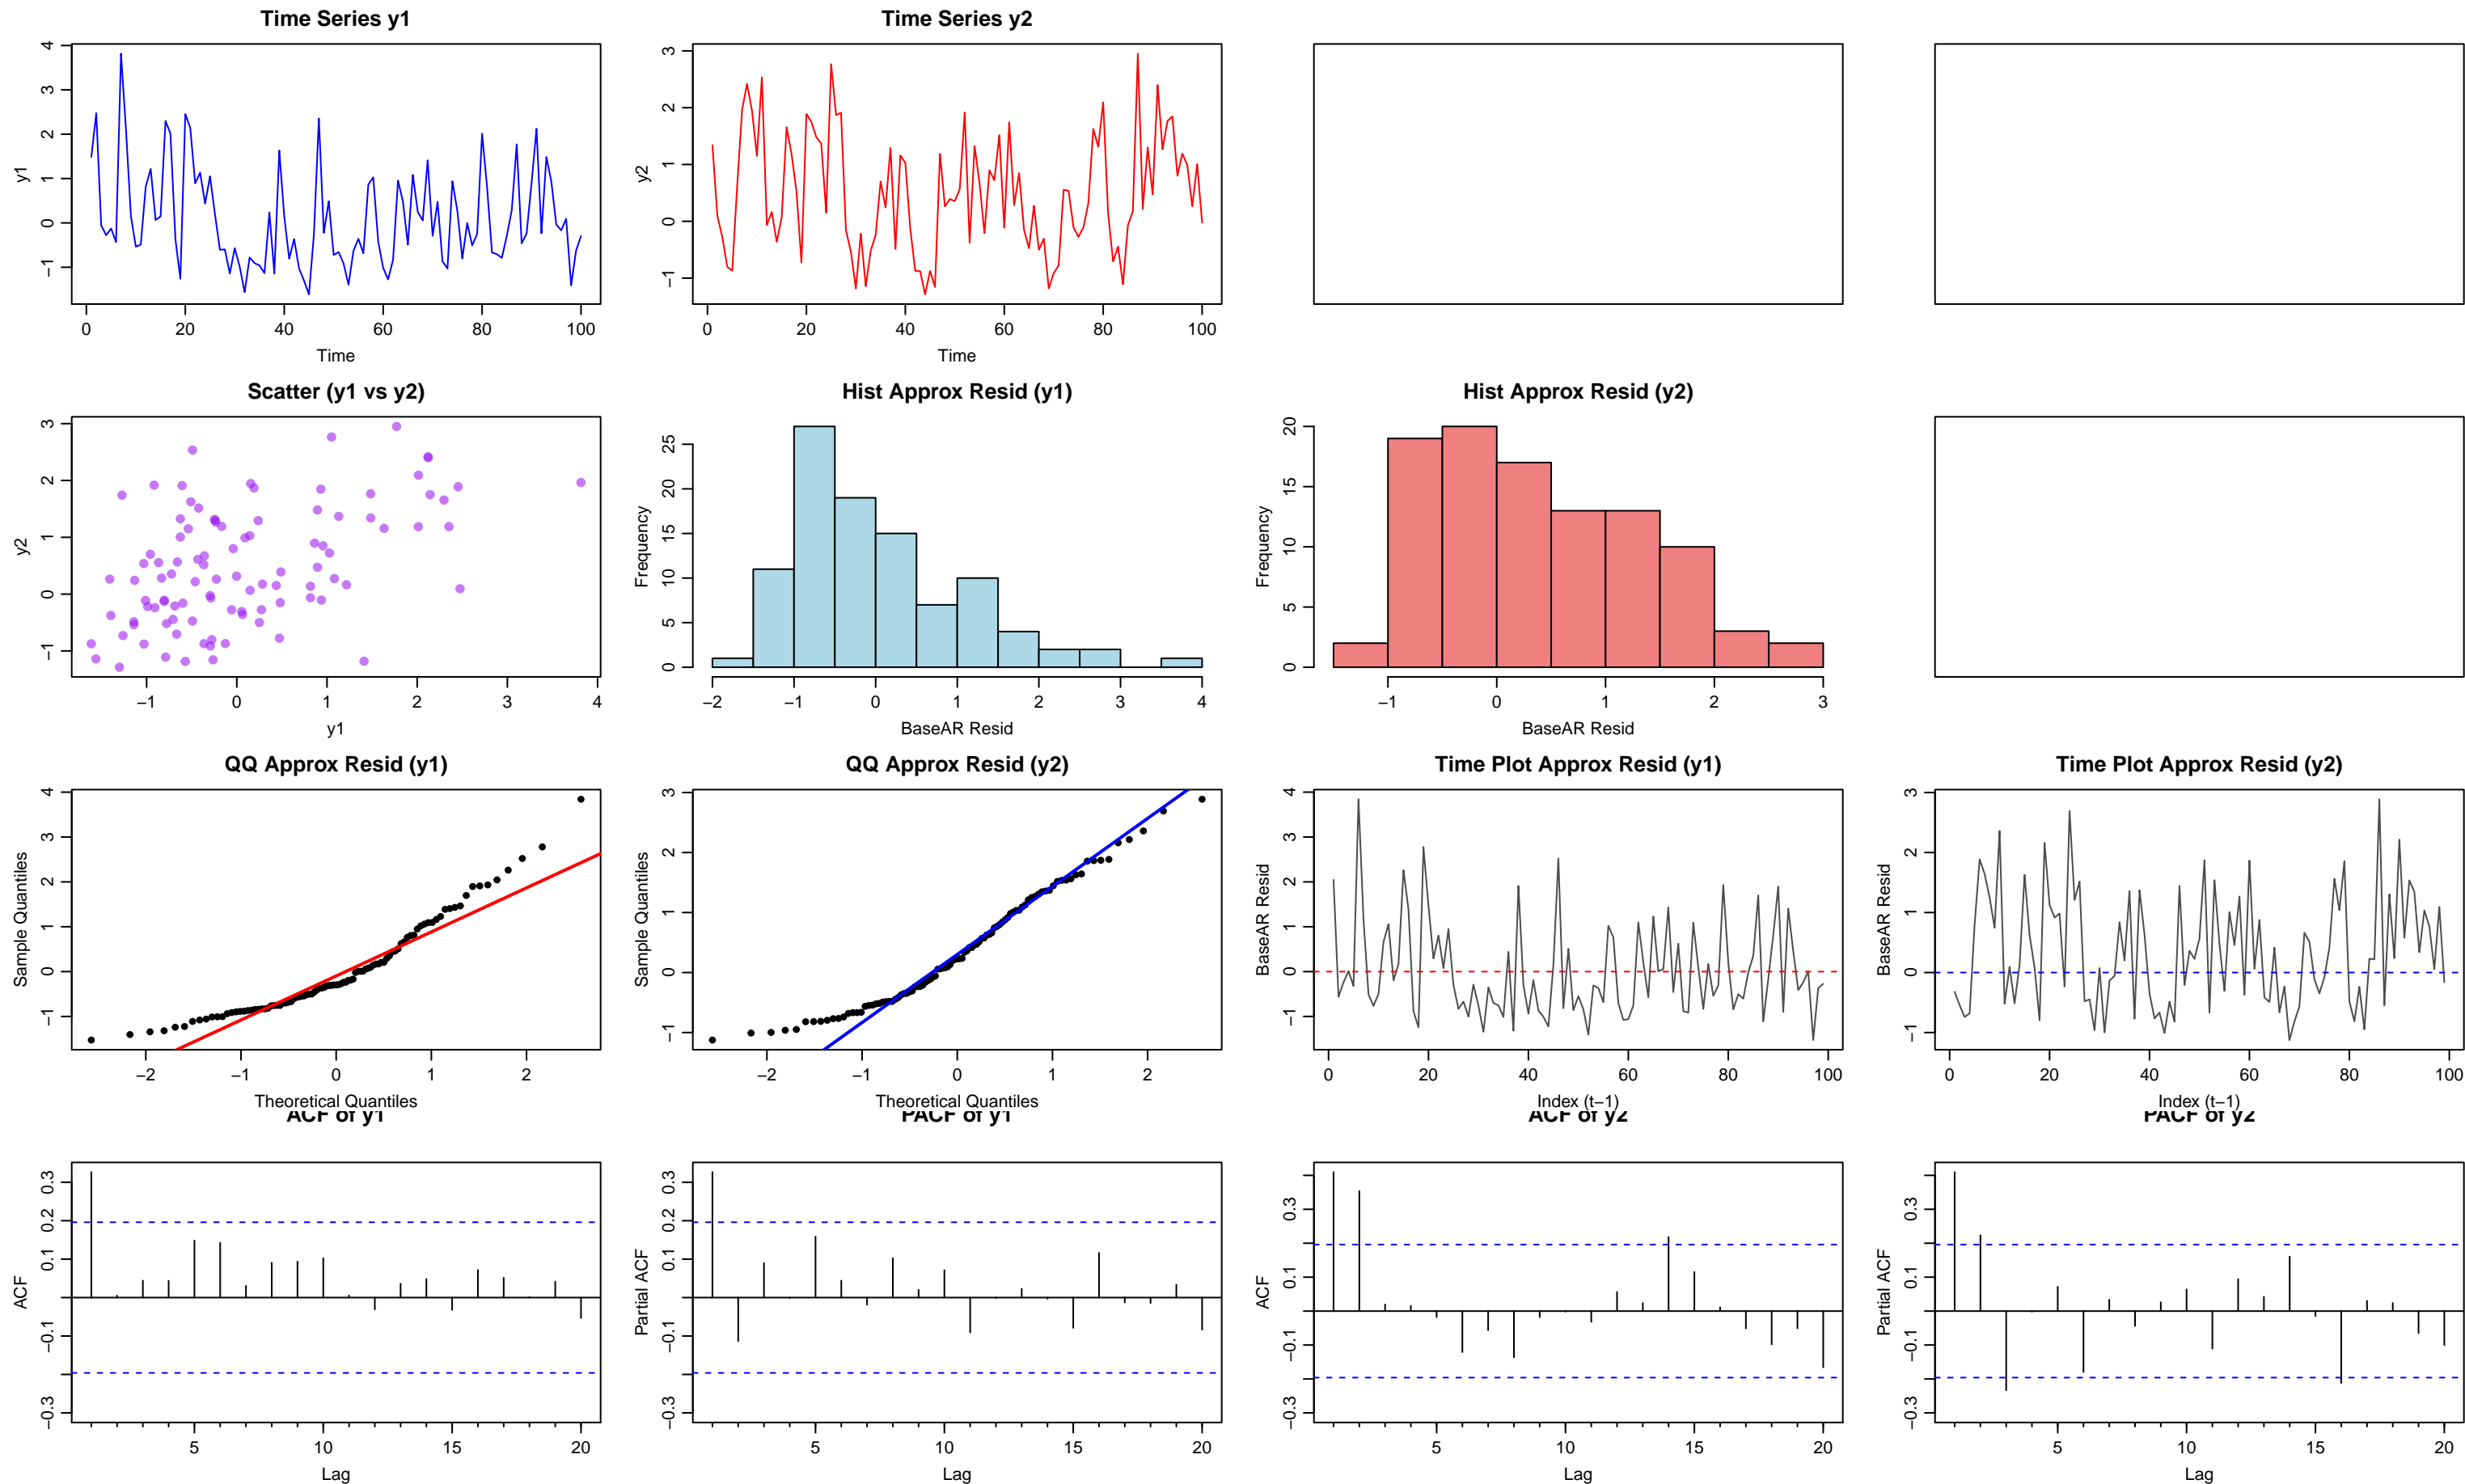 Time Series y1
4
3
2
1
0
−1
y1
0 20 40 60 80 100
Time
Time Series y2
3
2
1
0
−1
y2
0 20 40 60 80 100
Time
Scatter (y1 vs y2)
3
2
1
0
−1
y2
−1 0 1 2 3 4
y1
Hist Approx Resid (y1)
25
20
15
10
5
0
Frequency
−2 −1 0 1 2 3 4
BaseAR Resid
Hist Approx Resid (y2)
20
15
10
5
0
Frequency
−1 0 1 2 3
BaseAR Resid
QQ Approx Resid (y1)
4
3
2
1
0
−1
Sample Quantiles
−2 −1 0 1 2
Theoretical Quantiles
QQ Approx Resid (y2)
3
2
1
0
−1
Sample Quantiles
−2 −1 0 1 2
Theoretical Quantiles
Time Plot Approx Resid (y1)
4
3
2
1
0
−1
BaseAR Resid
0 20 40 60 80 100
Index (t−1)
Time Plot Approx Resid (y2)
3
2
1
0
−1
BaseAR Resid
0 20 40 60 80 100
Index (t−1)
ACF of y1
0.3
0.2
0.1
−0.1
−0.3
ACF
5 10 15 20
Lag
PACF of y1
0.3
0.2
0.1
−0.1
−0.3
Partial ACF
5 10 15 20
Lag
ACF of y2
0.3
0.1
−0.1
−0.3
ACF
5 10 15 20
Lag
PACF of y2
0.3
0.1
−0.1
−0.3
Partial ACF
5 10 15 20
Lag